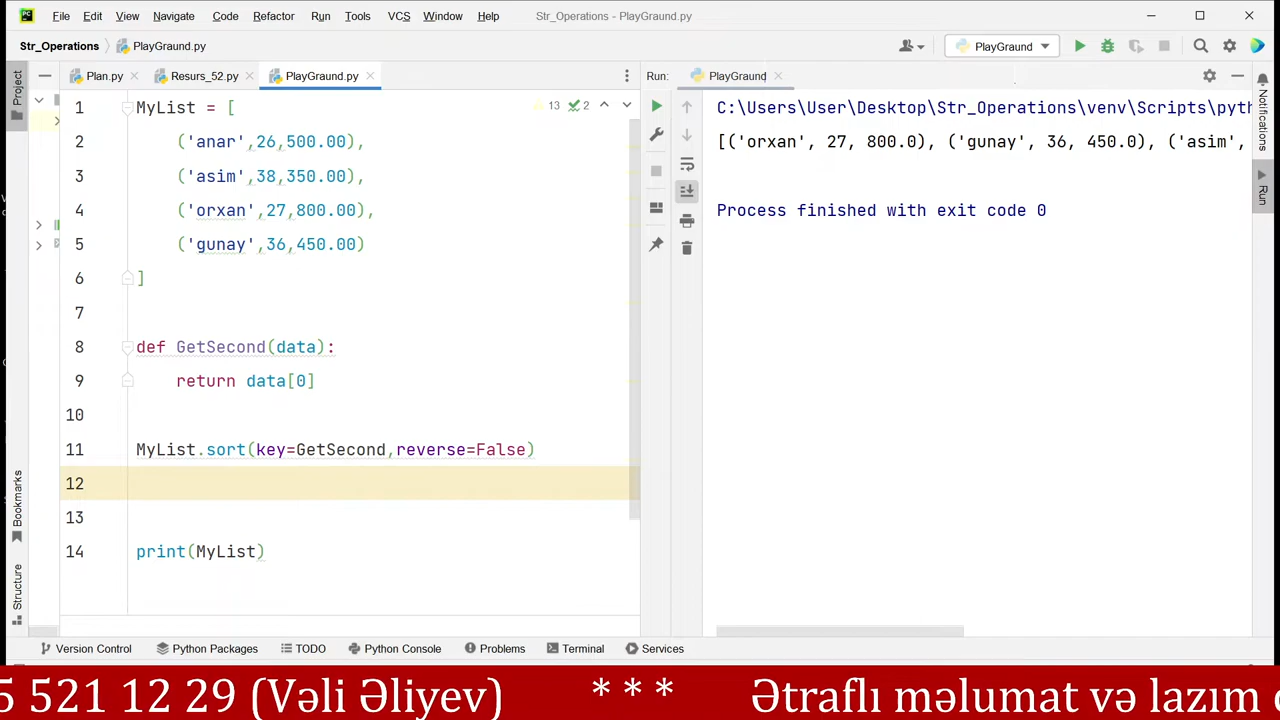 File Edit View Navigate Code Refactor Run Tools VCS Window Help Str_Operations - PlayGraund.py
Str_Operations PlayGraund.py PlayGraund
Project Plan.py Resurs_52.py PlayGraund.py Run: PlayGraund Notifications Run
1 MyList = [ 13 2
2 ('anar',26,500.00),
3 ('asim',38,350.00),
4 ('orxan',27,800.00),
5 ('gunay',36,450.00)
6 ]
7
8 def GetSecond(data):
9 return data[0]
10
11 MyList.sort(key=GetSecond,reverse=False)
12
13
14 print(MyList)
C:\Users\User\Desktop\Str_Operations\venv\Scripts\pyth
[('orxan', 27, 800.0), ('gunay', 36, 450.0), ('asim',
Process finished with exit code 0
Bookmarks
Structure
Version Control Python Packages TODO Python Console Problems Terminal Services
5 521 12 29 (Vəli Əliyev) * * * Ətraflı məlumat və lazım